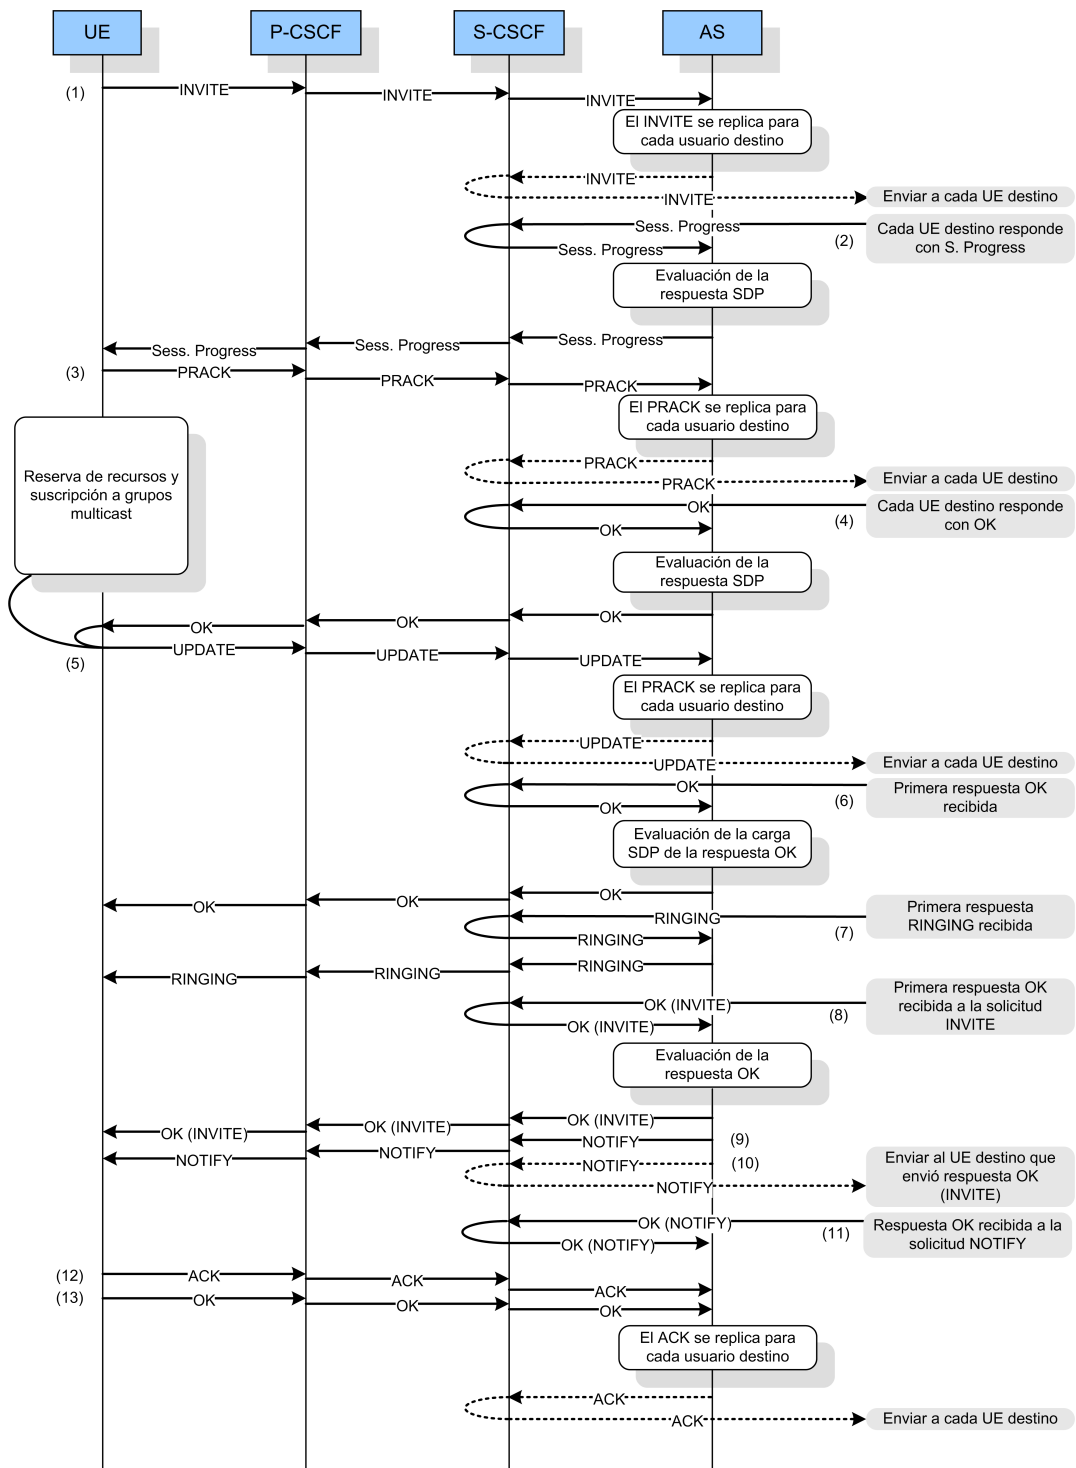 UE
P-CSCF
S-CSCF
AS
(1)
INVITE
INVITE
INVITE
El INVITE se replica para
cada usuario destino
INVITE
INVITE
Enviar a cada UE destino
Sess. Progress
(2)
Cada UE destino responde
con S. Progress
Sess. Progress
Evaluación de la
respuesta SDP
Sess. Progress
Sess. Progress
Sess. Progress
(3)
PRACK
PRACK
PRACK
El PRACK se replica para
cada usuario destino
Reserva de recursos y
suscripción a grupos
multicast
PRACK
PRACK
Enviar a cada UE destino
OK
(4)
Cada UE destino responde
con OK
OK
Evaluación de la
respuesta SDP
OK
OK
OK
(5)
UPDATE
UPDATE
UPDATE
El PRACK se replica para
cada usuario destino
UPDATE
UPDATE
Enviar a cada UE destino
OK
(6)
Primera respuesta OK
recibida
OK
Evaluación de la carga
SDP de la respuesta OK
OK
OK
OK
RINGING
(7)
Primera respuesta
RINGING recibida
RINGING
RINGING
RINGING
RINGING
OK (INVITE)
(8)
Primera respuesta OK
recibida a la solicitud
INVITE
OK (INVITE)
Evaluación de la
respuesta OK
OK (INVITE)
OK (INVITE)
OK (INVITE)
NOTIFY
(9)
NOTIFY
NOTIFY
NOTIFY
(10)
NOTIFY
Enviar al UE destino que
envió respuesta OK
(INVITE)
OK (NOTIFY)
(11)
Respuesta OK recibida a la
solicitud NOTIFY
OK (NOTIFY)
(12)
ACK
ACK
ACK
(13)
OK
OK
OK
El ACK se replica para
cada usuario destino
ACK
ACK
Enviar a cada UE destino